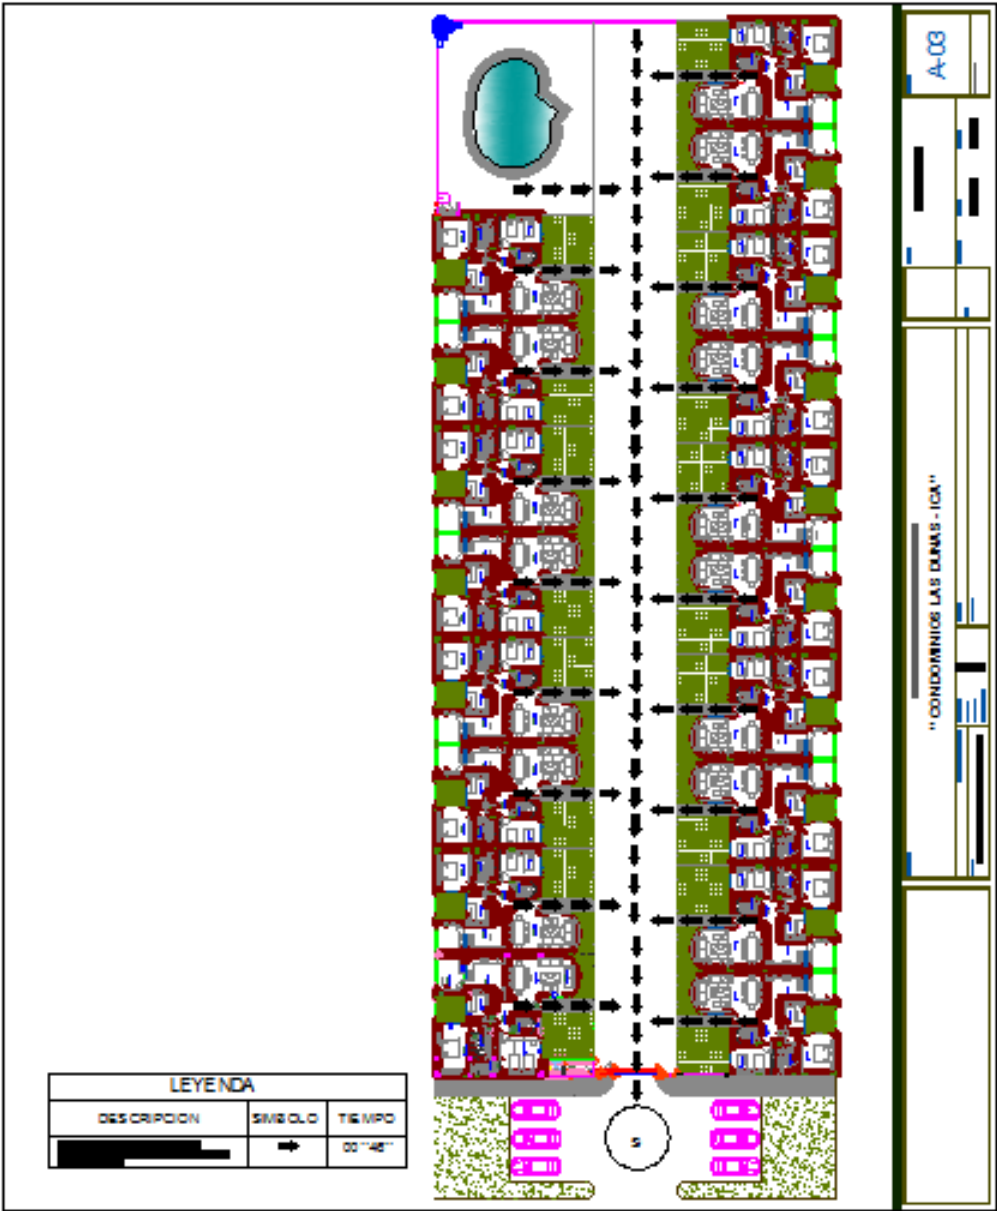 A-03
"CONDOMINIOS LAS DUNAS - ICA"
LEYENDA
DESCRIPCION SIMBOLO TIEMPO
S